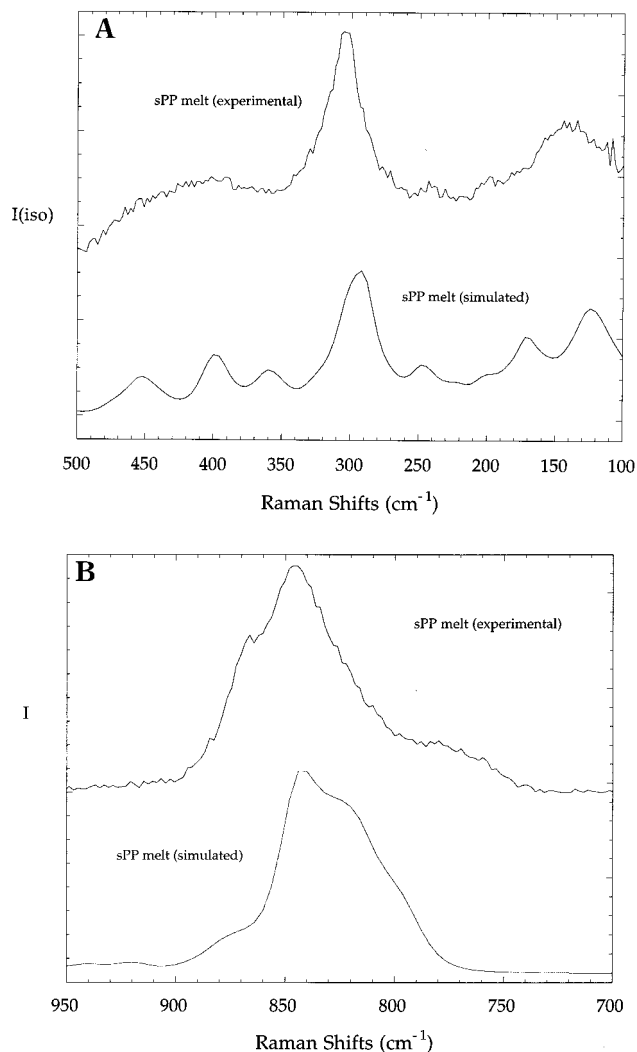 A
sPP melt (experimental)
I(iso)
sPP melt (simulated)
500 450 400 350 300 250 200 150 100
Raman Shifts (cm⁻¹)
B
sPP melt (experimental)
I
sPP melt (simulated)
950 900 850 800 750 700
Raman Shifts (cm⁻¹)